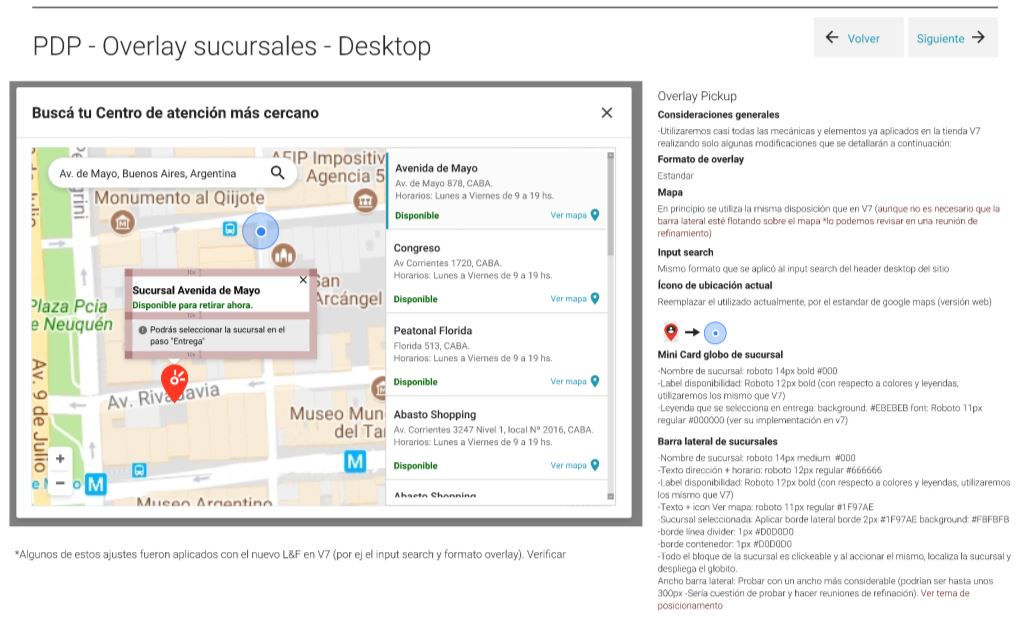 PDP - Overlay sucursales - Desktop
Volver
Siguiente
Buscá tu Centro de atención más cercano
Av. de Mayo, Buenos Aires, Argentina
AFIP Impositiv
Agencia 5
Monumento al Qiijote
Plaza Pcia
e Neuquén
San
Arcángel
Sucursal Avenida de Mayo
Disponible para retirar ahora.
Podrás seleccionar la sucursal en el
paso "Entrega"
Av. Rivadavia
Av. 9 de Julio
Museo Mun
del Ta
M
M
Museo Argentino
Avenida de Mayo
Av. de Mayo 878, CABA.
Horarios: Lunes a Viernes de 9 a 19 hs.
Disponible
Ver mapa
Congreso
Av Corrientes 1720, CABA.
Horarios: Lunes a Viernes de 9 a 19 hs.
Disponible
Ver mapa
Peatonal Florida
Florida 513, CABA.
Horarios: Lunes a Viernes de 9 a 19 hs.
Disponible
Ver mapa
Abasto Shopping
Av. Corrientes 3247 Nivel 1, local Nº 2016, CABA.
Horarios: Lunes a Viernes de 9 a 19 hs.
Disponible
Ver mapa
Abasto Shopping
*Algunos de estos ajustes fueron aplicados con el nuevo L&F en V7 (por ej el input search y formato overlay). Verificar
Overlay Pickup
Consideraciones generales
-Utilizaremos casi todas las mecánicas y elementos ya aplicados en la tienda V7
realizando solo algunas modificaciones que se detallarán a continuación:
Formato de overlay
Estandar
Mapa
En principio se utiliza la misma disposición que en V7 (aunque no es necesario que la
barra lateral esté flotando sobre el mapa *lo podemos revisar en una reunión de
refinamiento)
Input search
Mismo formato que se aplicó al input search del header desktop del sitio
Ícono de ubicación actual
Reemplazar el utilizado actualmente, por el estandar de google maps (versión web)
Mini Card globo de sucursal
-Nombre de sucursal: roboto 14px bold #000
-Label disponibilidad: Roboto 12px bold (con respecto a colores y leyendas,
utilizaremos los mismo que V7)
-Leyenda que se selecciona en entrega: background. #EBEBEB font: Roboto 11px
regular #000000 (ver su implementación en v7)
Barra lateral de sucursales
-Nombre de sucursal: roboto 14px medium #000
-Texto dirección + horario: roboto 12px regular #666666
-Label disponibilidad: Roboto 12px bold (con respecto a colores y leyendas, utilizaremos
los mismo que V7)
-Texto + icon Ver mapa: roboto 11px regular #1F97AE
-Sucursal seleccionada: Aplicar borde lateral borde 2px #1F97AE background: #FBFBFB
-borde línea divider: 1px #D0D0D0
-borde contenedor: 1px #D0D0D0
-Todo el bloque de la sucursal es clickeable y al accionar el mismo, localiza la sucursal y
despliega el globito.
Ancho barra lateral: Probar con un ancho más considerable (podrían ser hasta unos
300px -Sería cuestión de probar y hacer reuniones de refinación). Ver tema de
posicionamento